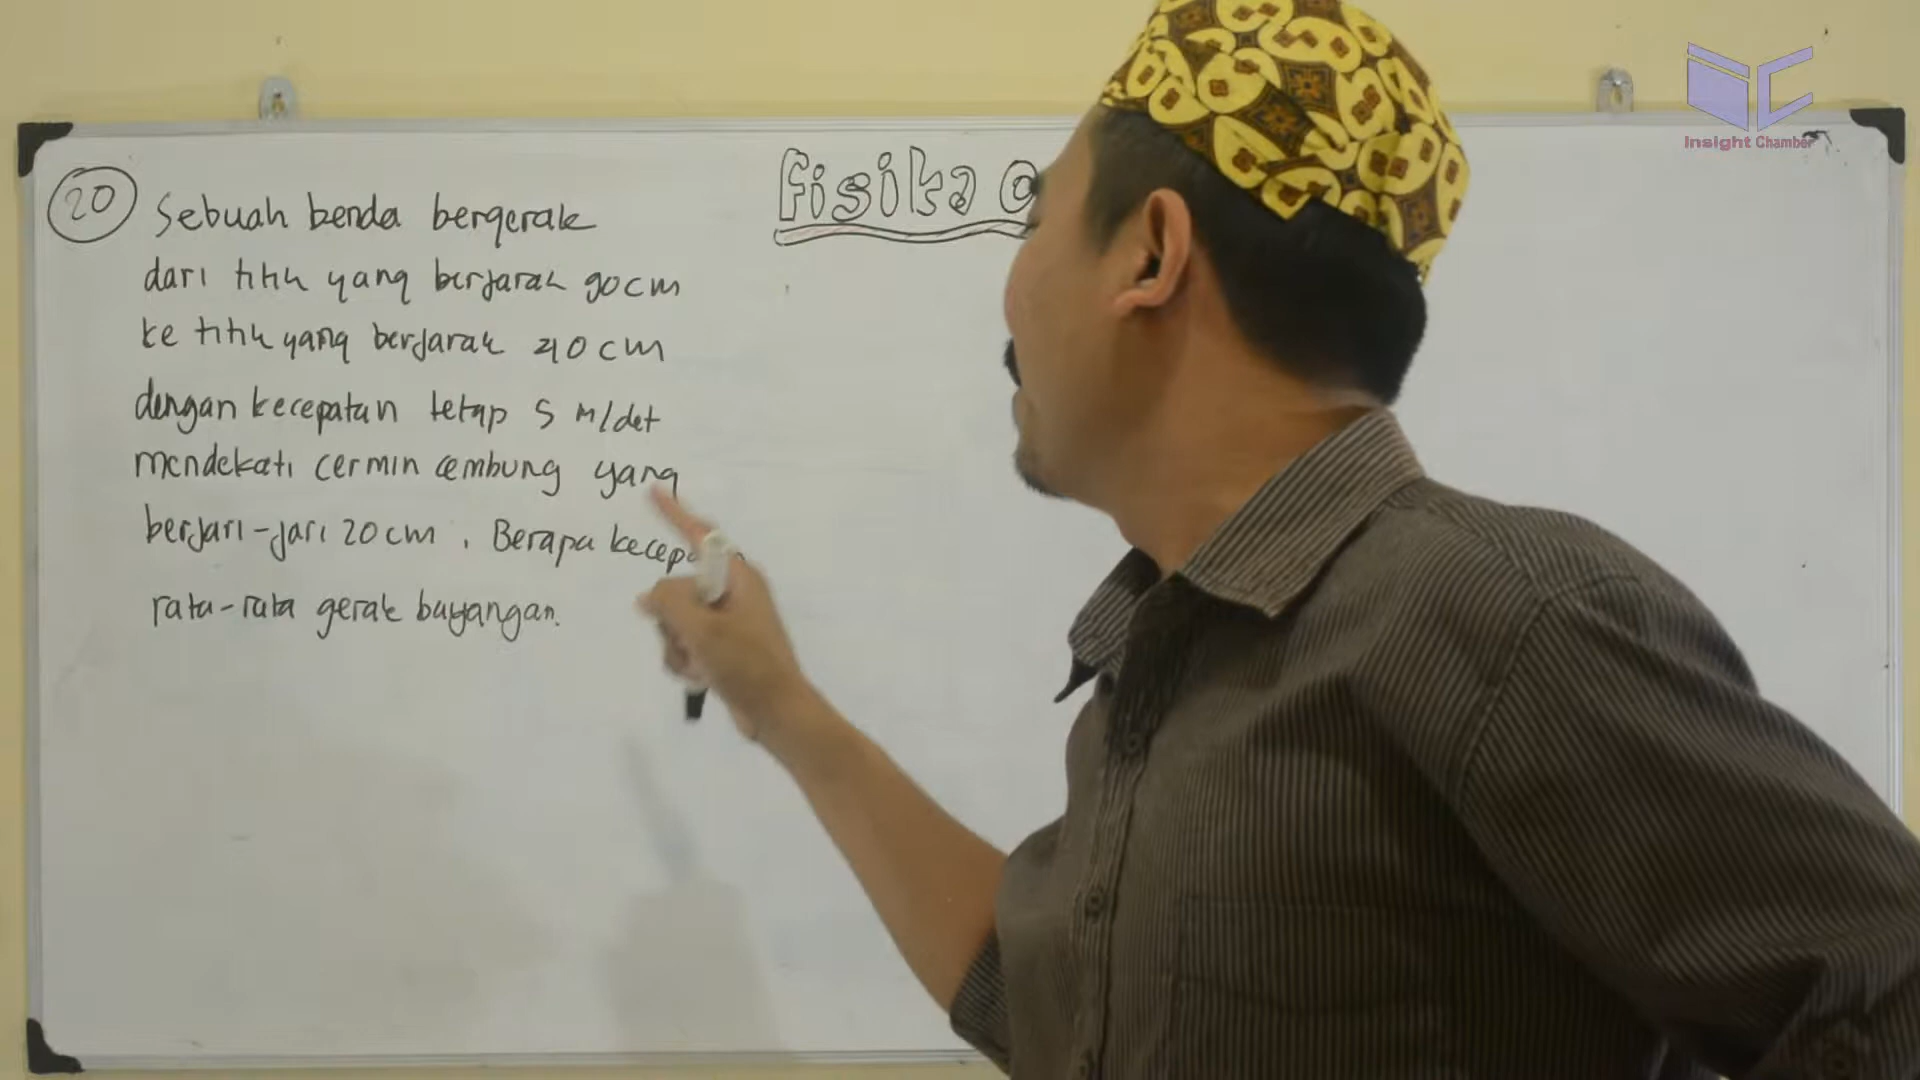 Insight Chamber
Fisika
20 Sebuah benda bergerak
dari titik yang berjarak 90 cm
ke titik yang berjarak 40 cm
dengan kecepatan tetap 5 m/det
mendekati cermin cembung yang
berjari-jari 20 cm. Berapa
rata-rata gerak bayangan.